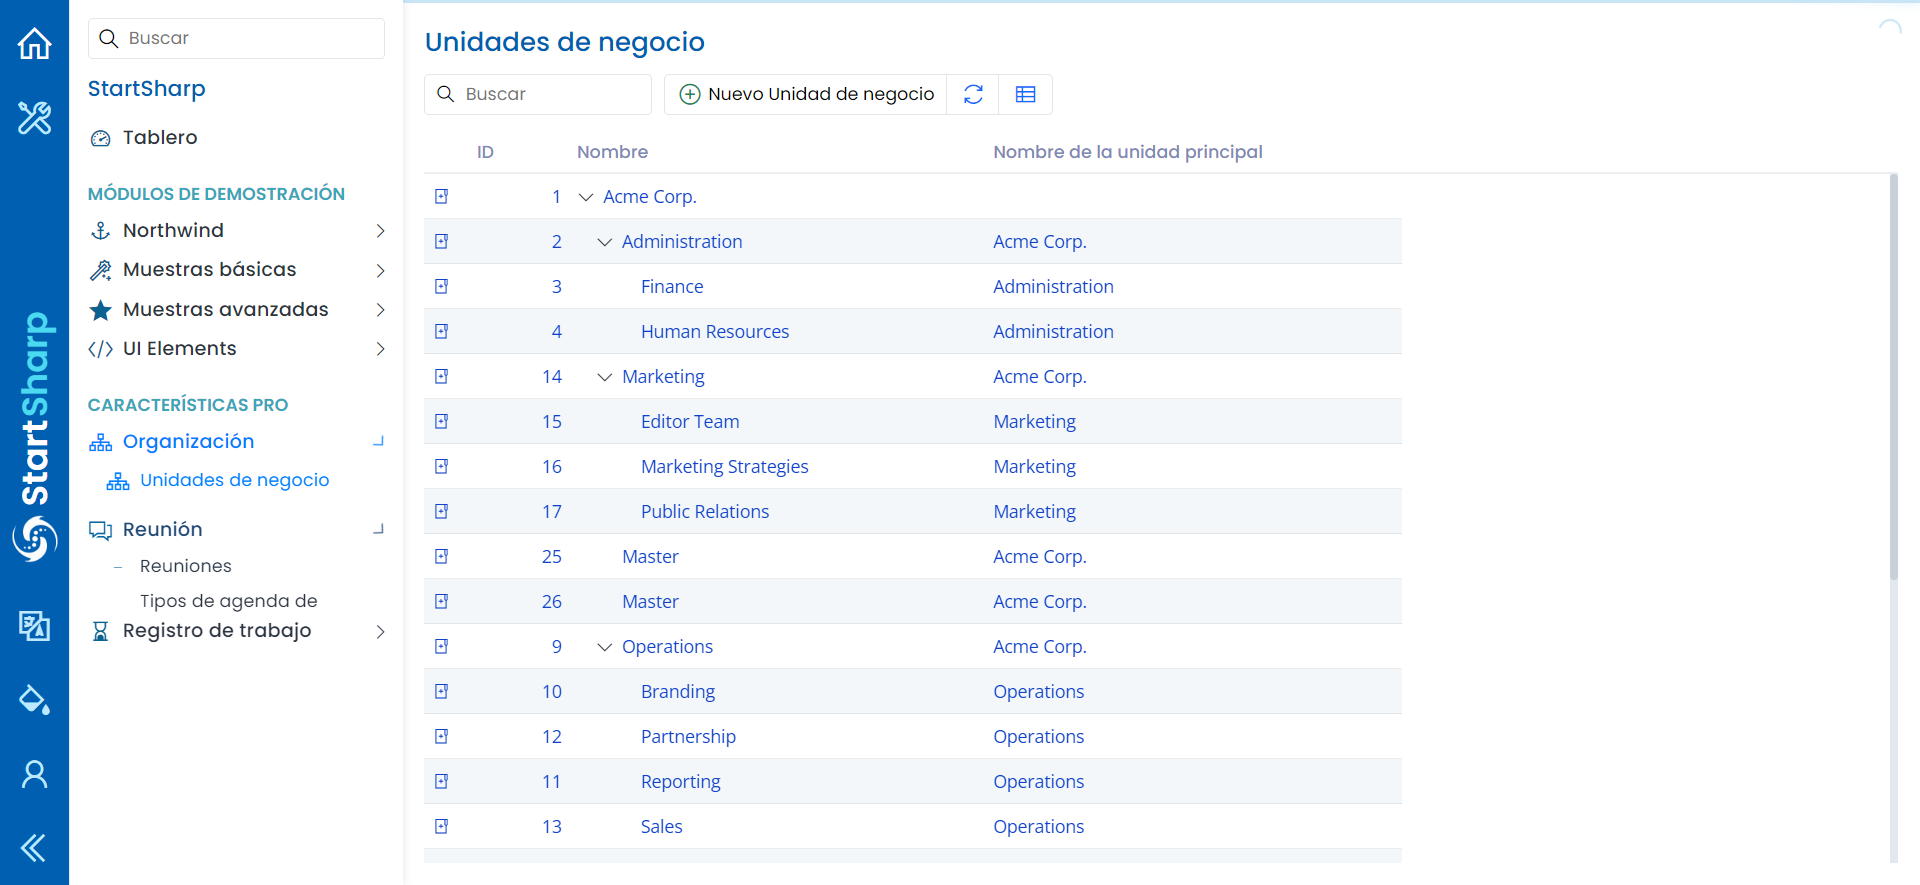 StartSharp
Buscar
StartSharp
Tablero
MÓDULOS DE DEMOSTRACIÓN
Northwind
Muestras básicas
Muestras avanzadas
UI Elements
CARACTERÍSTICAS PRO
Organización
Unidades de negocio
Reunión
Reuniones
Tipos de agenda de
Registro de trabajo
Unidades de negocio
Buscar
Nuevo Unidad de negocio
ID Nombre Nombre de la unidad principal
1 Acme Corp.
2 Administration Acme Corp.
3 Finance Administration
4 Human Resources Administration
14 Marketing Acme Corp.
15 Editor Team Marketing
16 Marketing Strategies Marketing
17 Public Relations Marketing
25 Master Acme Corp.
26 Master Acme Corp.
9 Operations Acme Corp.
10 Branding Operations
12 Partnership Operations
11 Reporting Operations
13 Sales Operations